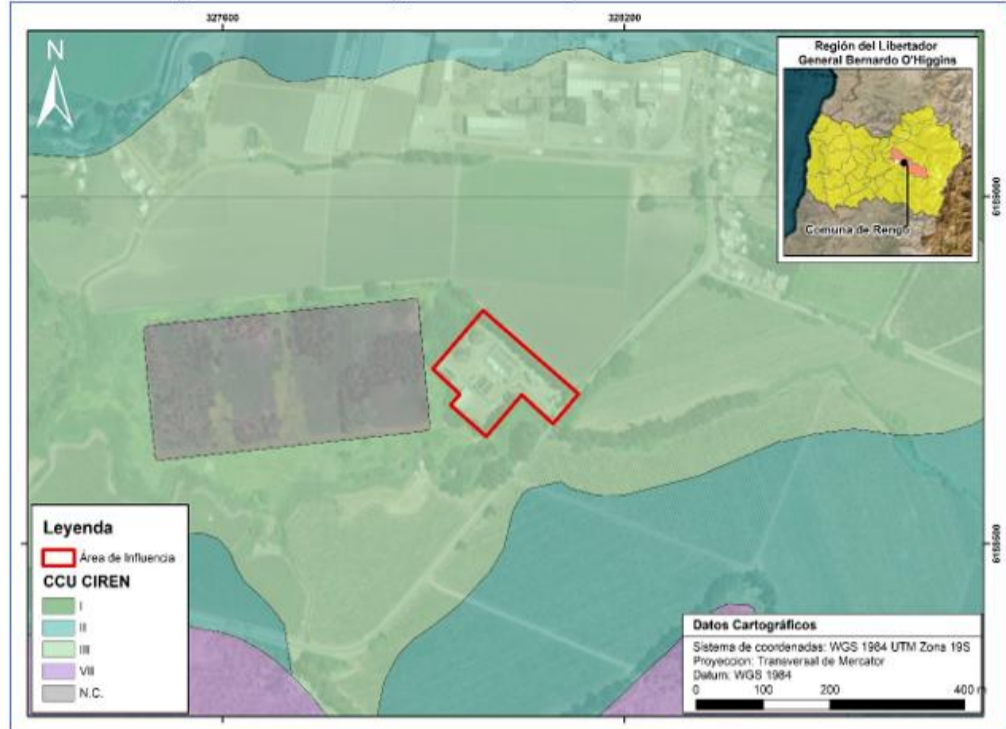 327600
328200
N
Región del Libertador
General Bernardo O'Higgins
Comuna de Rengo
6189000
6188500
Leyenda
Área de Influencia
CCU CIREN
I
II
III
VIII
N.C.
Datos Cartográficos
Sistema de coordenadas: WGS 1984 UTM Zona 19S
Proyeccion: Transversal de Mercator
Datum: WGS 1984
0 100 200 400 m